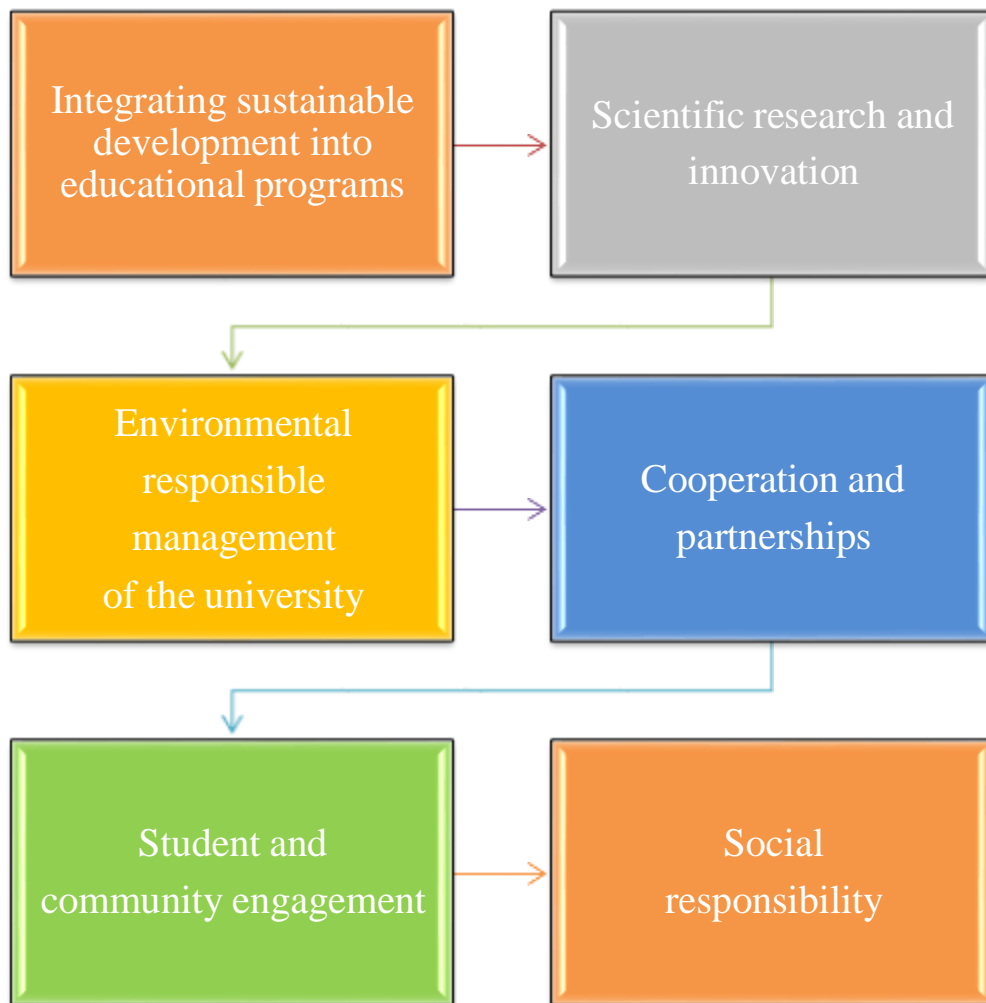 Integrating sustainable
development into
educational programs
Scientific research and
innovation
Environmental
responsible
management
of the university
Cooperation and
partnerships
Student and
community engagement
Social
responsibility